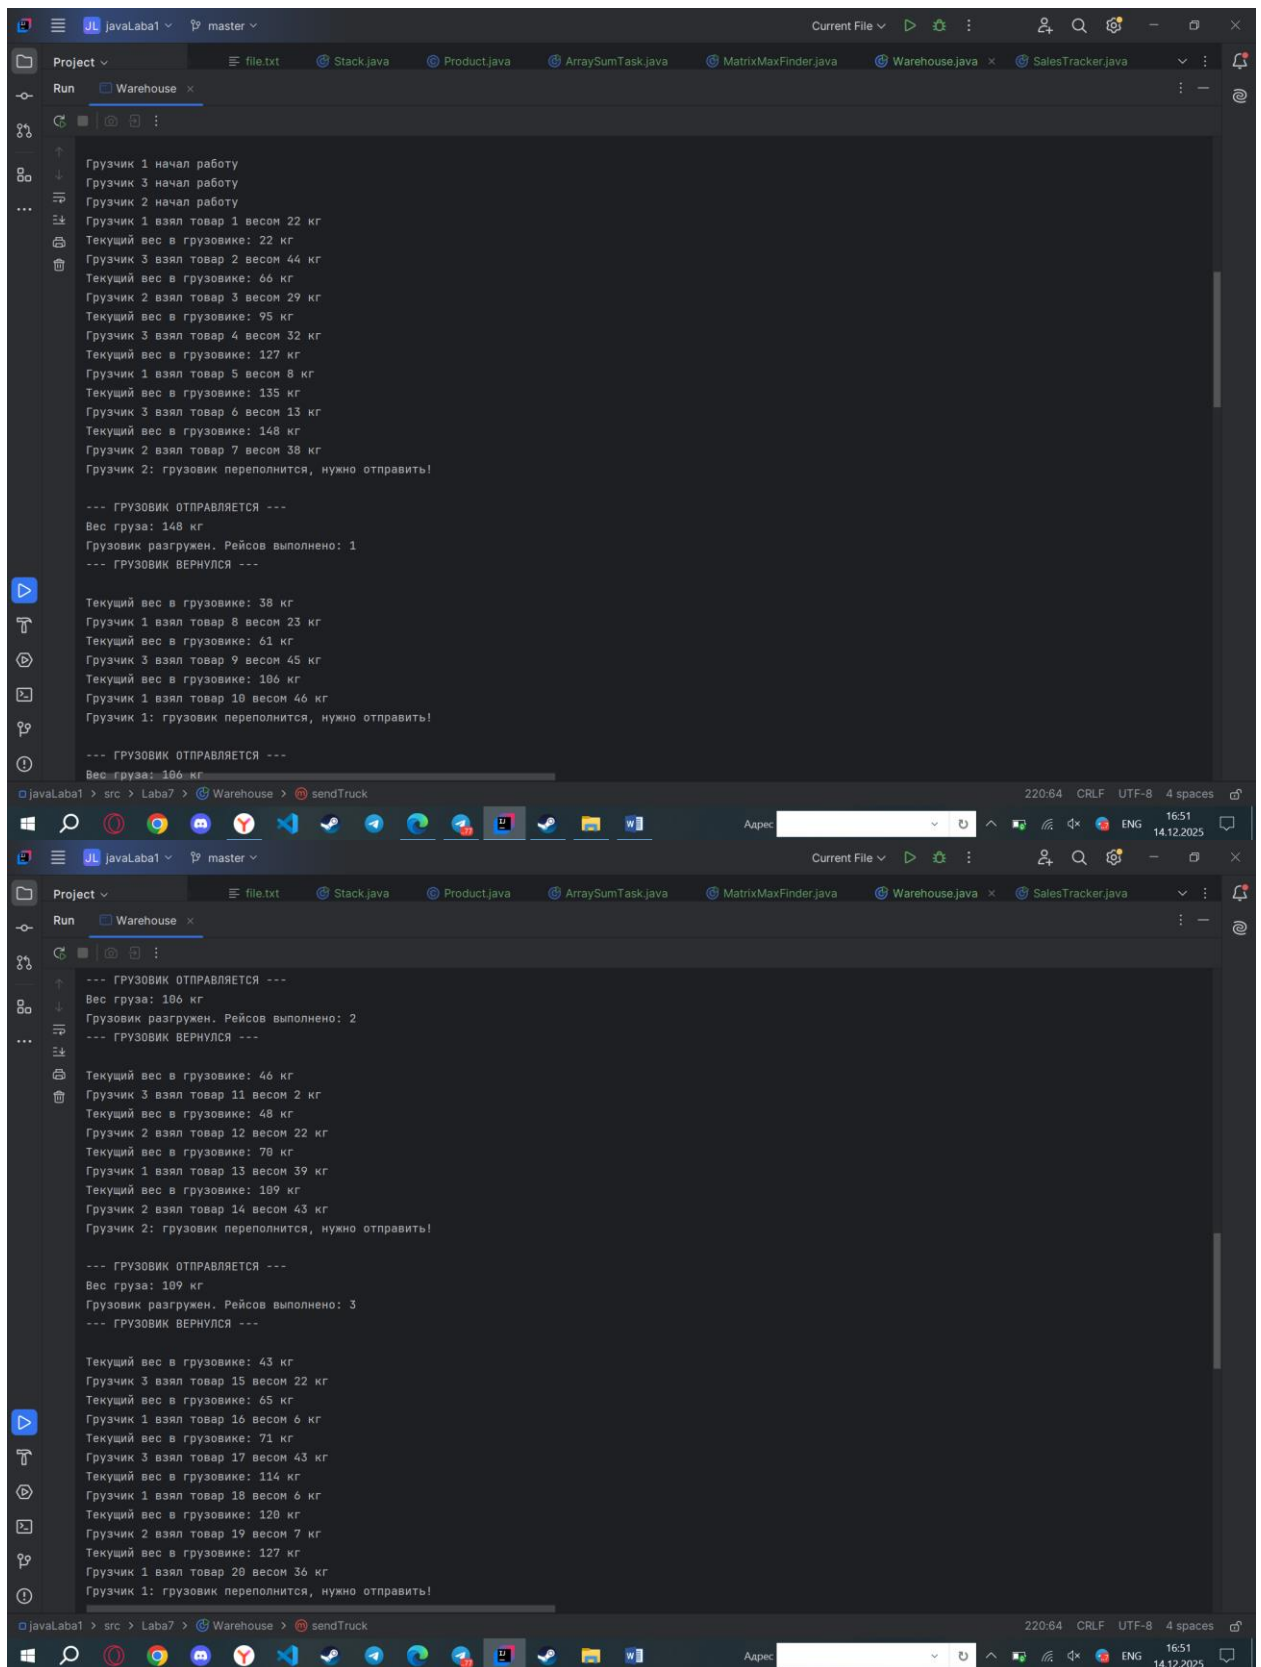 JL javaLaba1 master Current File
Project file.txt Stack.java Product.java ArraySumTask.java MatrixMaxFinder.java Warehouse.java SalesTracker.java
Run Warehouse
Грузчик 1 начал работу
Грузчик 3 начал работу
Грузчик 2 начал работу
Грузчик 1 взял товар 1 весом 22 кг
Текущий вес в грузовике: 22 кг
Грузчик 3 взял товар 2 весом 44 кг
Текущий вес в грузовике: 66 кг
Грузчик 2 взял товар 3 весом 29 кг
Текущий вес в грузовике: 95 кг
Грузчик 3 взял товар 4 весом 32 кг
Текущий вес в грузовике: 127 кг
Грузчик 1 взял товар 5 весом 8 кг
Текущий вес в грузовике: 135 кг
Грузчик 3 взял товар 6 весом 13 кг
Текущий вес в грузовике: 148 кг
Грузчик 2 взял товар 7 весом 38 кг
Грузчик 2: грузовик переполнится, нужно отправить!
--- ГРУЗОВИК ОТПРАВЛЯЕТСЯ ---
Вес груза: 148 кг
Грузовик разгружен. Рейсов выполнено: 1
--- ГРУЗОВИК ВЕРНУЛСЯ ---
Текущий вес в грузовике: 38 кг
Грузчик 1 взял товар 8 весом 23 кг
Текущий вес в грузовике: 61 кг
Грузчик 3 взял товар 9 весом 45 кг
Текущий вес в грузовике: 106 кг
Грузчик 1 взял товар 10 весом 46 кг
Грузчик 1: грузовик переполнится, нужно отправить!
--- ГРУЗОВИК ОТПРАВЛЯЕТСЯ ---
Вес груза: 106 кг
javaLaba1 > src > Laba7 > Warehouse > sendTruck 220:64 CRLF UTF-8 4 spaces
Адрес ENG 16:51
14.12.2025
JL javaLaba1 master Current File
Project file.txt Stack.java Product.java ArraySumTask.java MatrixMaxFinder.java Warehouse.java SalesTracker.java
Run Warehouse
--- ГРУЗОВИК ОТПРАВЛЯЕТСЯ ---
Вес груза: 106 кг
Грузовик разгружен. Рейсов выполнено: 2
--- ГРУЗОВИК ВЕРНУЛСЯ ---
Текущий вес в грузовике: 46 кг
Грузчик 3 взял товар 11 весом 2 кг
Текущий вес в грузовике: 48 кг
Грузчик 2 взял товар 12 весом 22 кг
Текущий вес в грузовике: 70 кг
Грузчик 1 взял товар 13 весом 39 кг
Текущий вес в грузовике: 109 кг
Грузчик 2 взял товар 14 весом 43 кг
Грузчик 2: грузовик переполнится, нужно отправить!
--- ГРУЗОВИК ОТПРАВЛЯЕТСЯ ---
Вес груза: 109 кг
Грузовик разгружен. Рейсов выполнено: 3
--- ГРУЗОВИК ВЕРНУЛСЯ ---
Текущий вес в грузовике: 43 кг
Грузчик 3 взял товар 15 весом 22 кг
Текущий вес в грузовике: 65 кг
Грузчик 1 взял товар 16 весом 6 кг
Текущий вес в грузовике: 71 кг
Грузчик 3 взял товар 17 весом 43 кг
Текущий вес в грузовике: 114 кг
Грузчик 1 взял товар 18 весом 6 кг
Текущий вес в грузовике: 120 кг
Грузчик 2 взял товар 19 весом 7 кг
Текущий вес в грузовике: 127 кг
Грузчик 1 взял товар 20 весом 36 кг
Грузчик 1: грузовик переполнится, нужно отправить!
javaLaba1 > src > Laba7 > Warehouse > sendTruck 220:64 CRLF UTF-8 4 spaces
Адрес ENG 16:51
14.12.2025